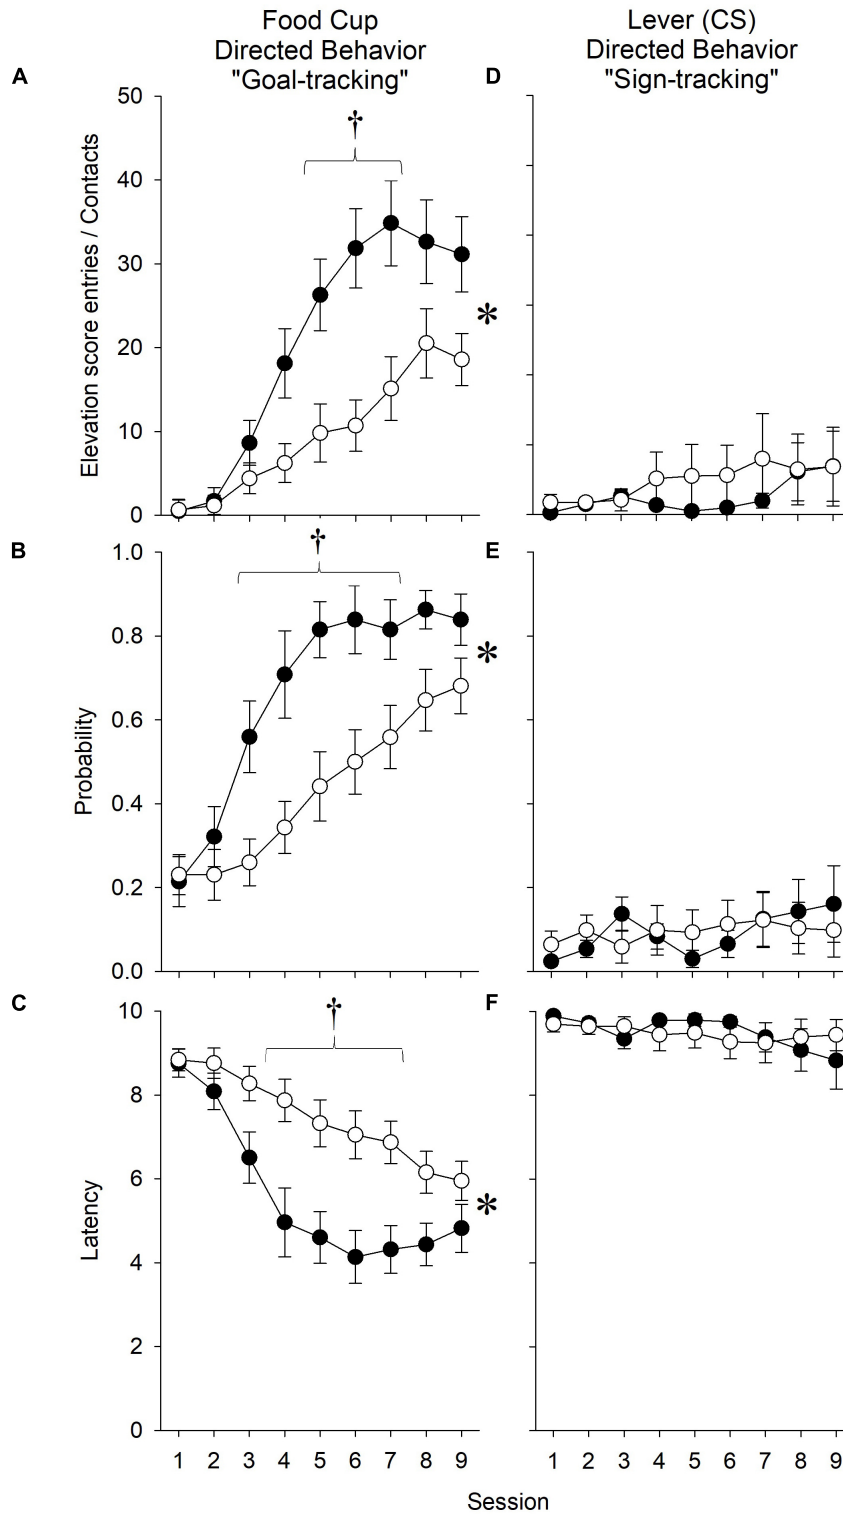 Food Cup
Directed Behavior
"Goal-tracking"
Lever (CS)
Directed Behavior
"Sign-tracking"
A
D
Elevation score entries / Contacts
50
40
30
20
10
0
†
*
B
E
Probability
1.0
0.8
0.6
0.4
0.2
0.0
†
*
C
F
Latency
10
8
6
4
2
0
†
*
1 2 3 4 5 6 7 8 9
1 2 3 4 5 6 7 8 9
Session